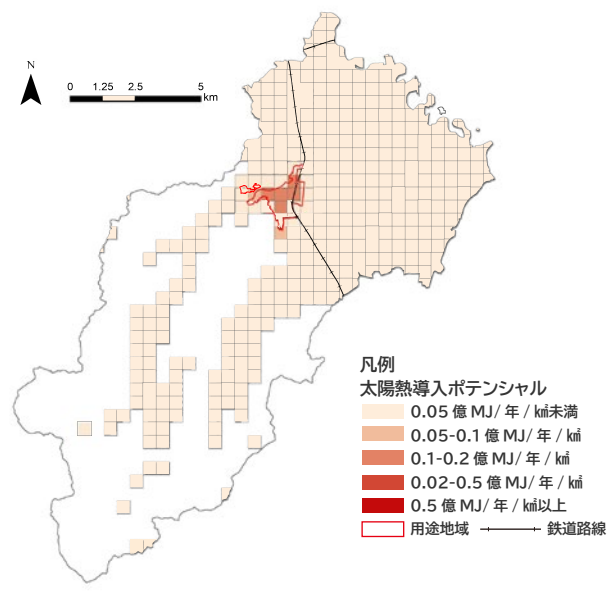 N
0 1.25 2.5 5
km
凡例
太陽熱導入ポテンシャル
0.05 億 MJ/ 年 / ㎢未満
0.05-0.1 億 MJ/ 年 / ㎢
0.1-0.2 億 MJ/ 年 / ㎢
0.02-0.5 億 MJ/ 年 / ㎢
0.5 億 MJ/ 年 / ㎢以上
用途地域 鉄道路線